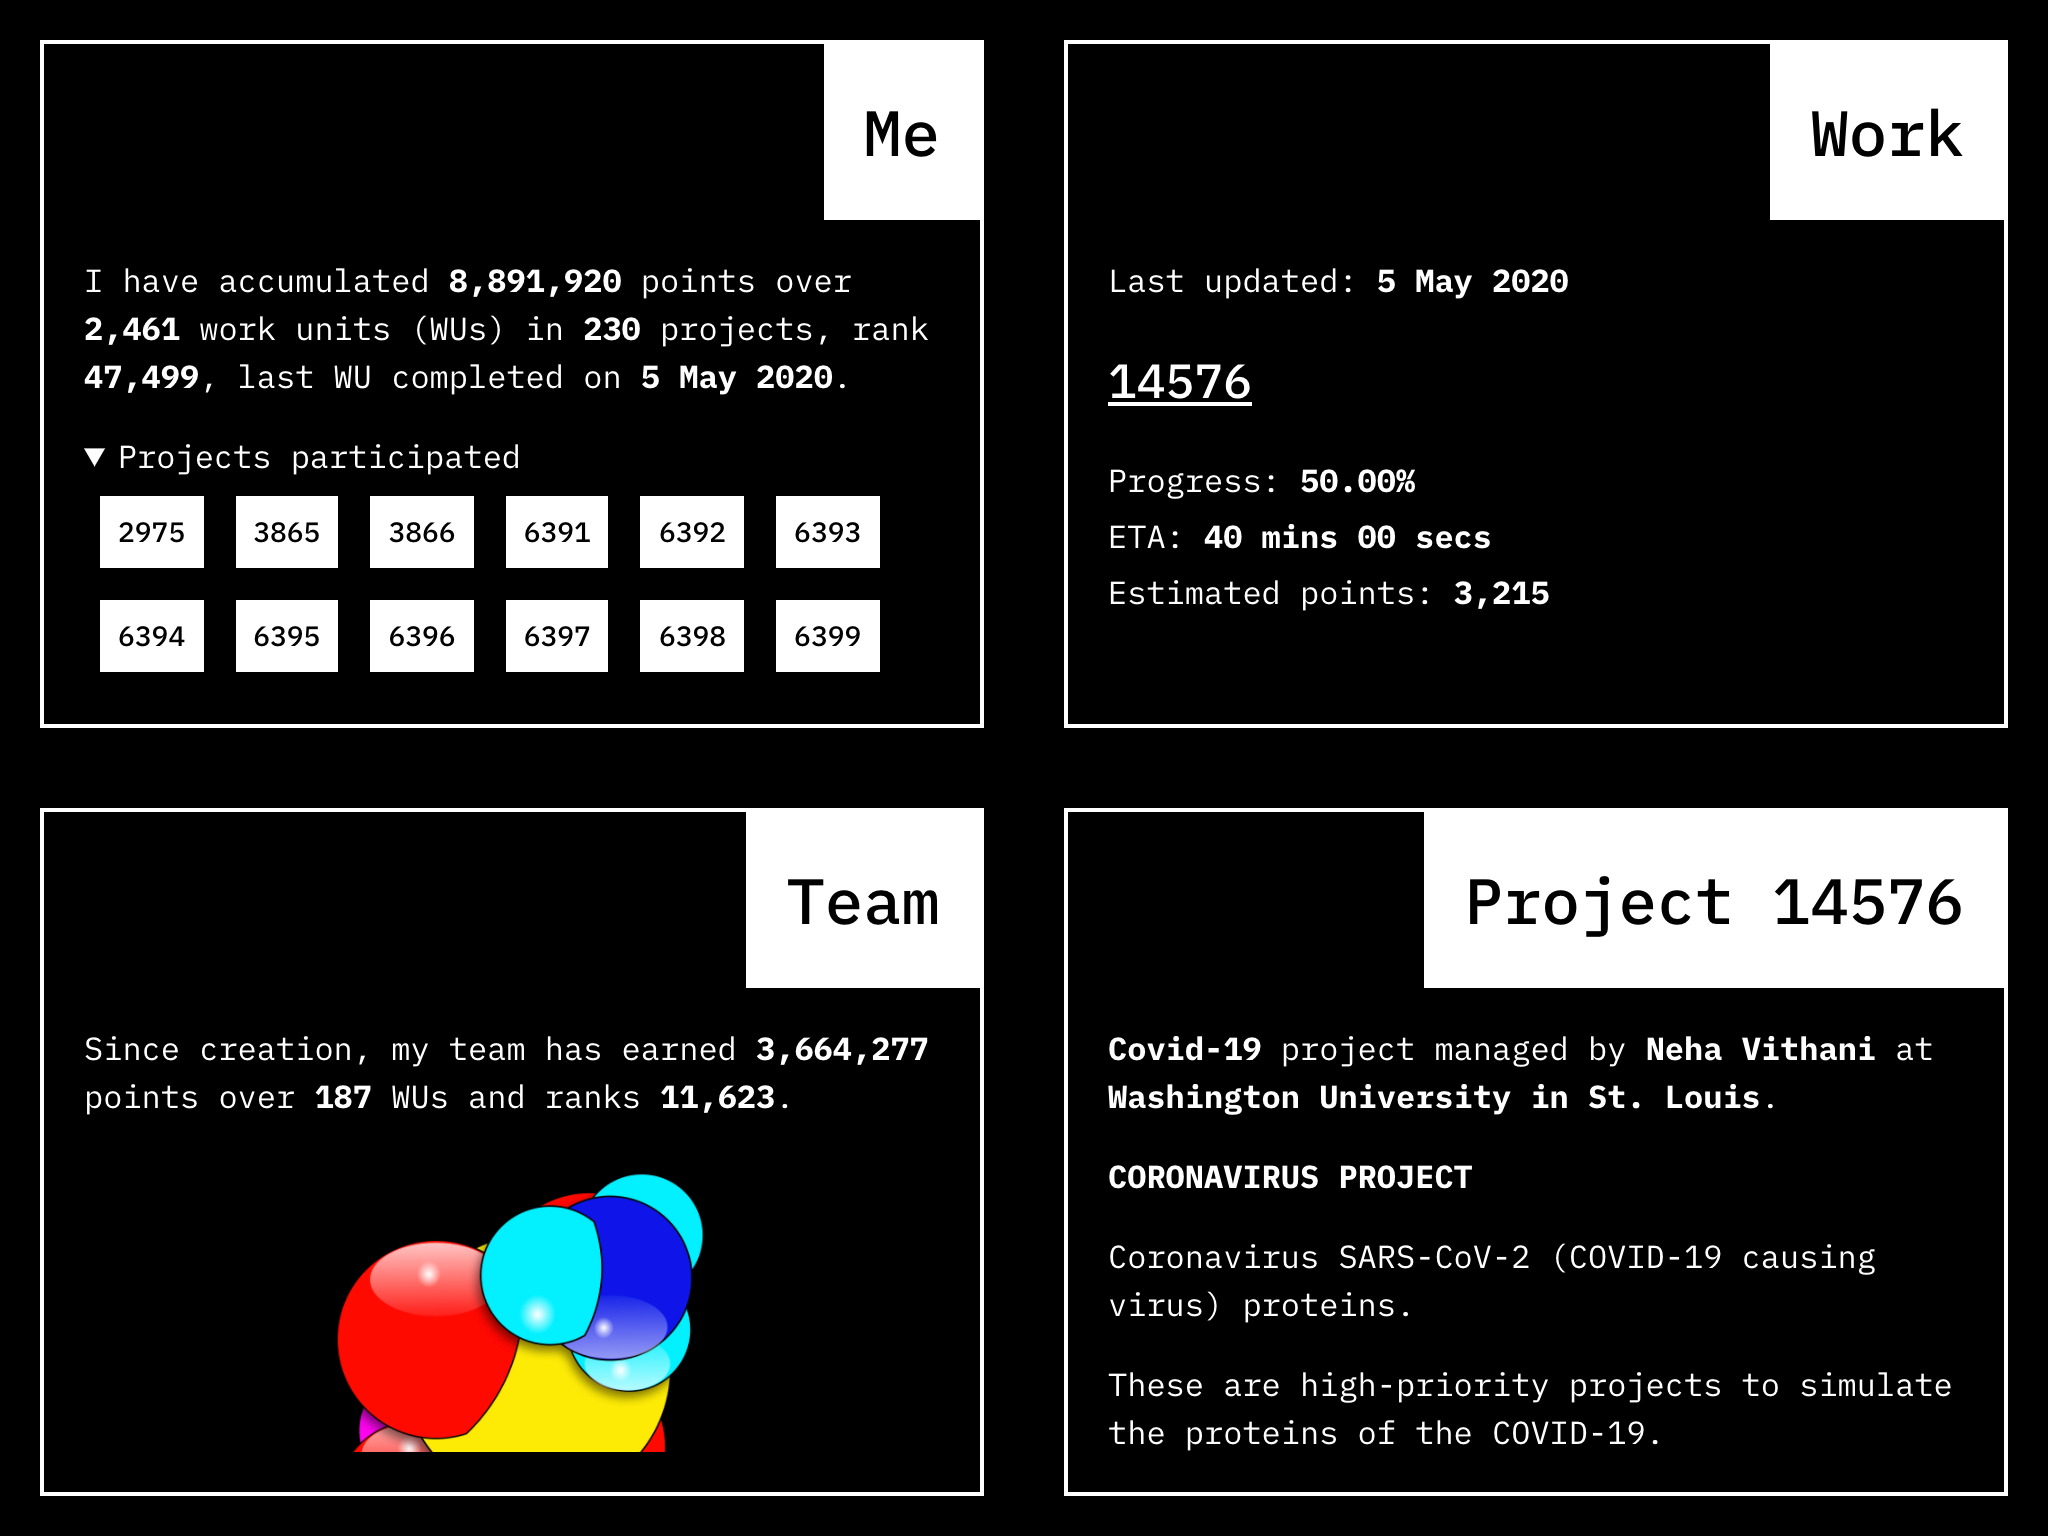 Me
I have accumulated 8,891,920 points over
2,461 work units (WUs) in 230 projects, rank
47,499, last WU completed on 5 May 2020.
▼ Projects participated
2975 3865 3866 6391 6392 6393
6394 6395 6396 6397 6398 6399
Work
Last updated: 5 May 2020
14576
Progress: 50.00%
ETA: 40 mins 00 secs
Estimated points: 3,215
Team
Since creation, my team has earned 3,664,277
points over 187 WUs and ranks 11,623.
Project 14576
Covid-19 project managed by Neha Vithani at
Washington University in St. Louis.
CORONAVIRUS PROJECT
Coronavirus SARS-CoV-2 (COVID-19 causing
virus) proteins.
These are high-priority projects to simulate
the proteins of the COVID-19.